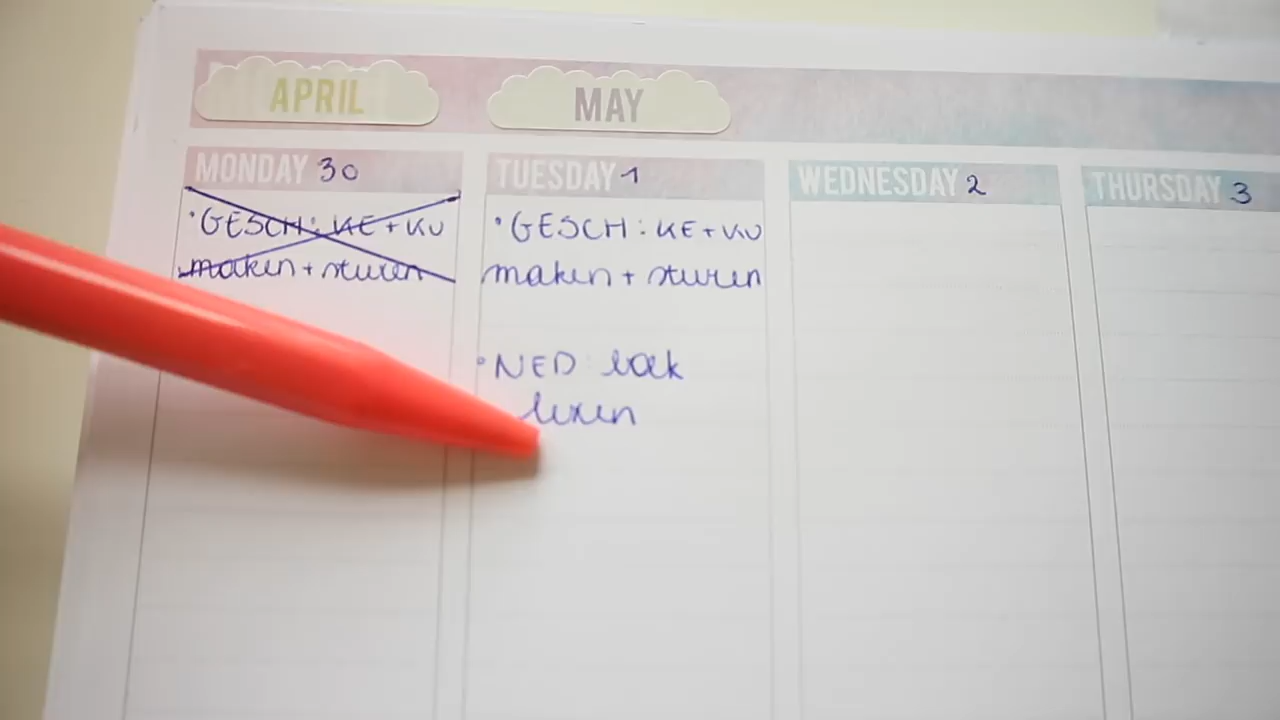 APRIL
MAY
MONDAY 30
• GESCH: KE + KU
maken + sturen
TUESDAY 1
• GESCH: KE + KU
maken + sturen
• NED: boek
lezen
WEDNESDAY 2
THURSDAY 3